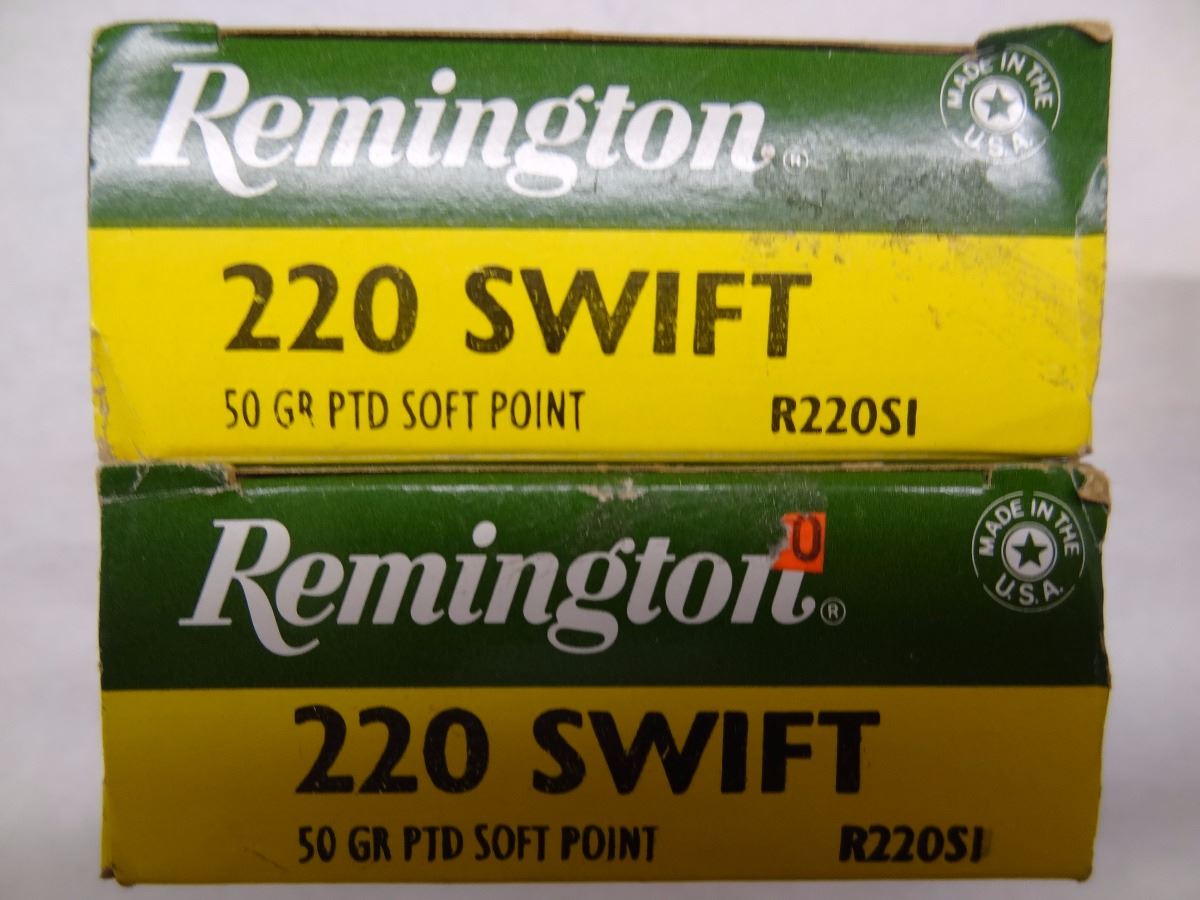 Remington®
MADE IN THE
U.S.A.
220 SWIFT
50 GR PTD SOFT POINT R220S1
Remington®
0
MADE IN THE
U.S.A.
220 SWIFT
50 GR PTD SOFT POINT R220S1